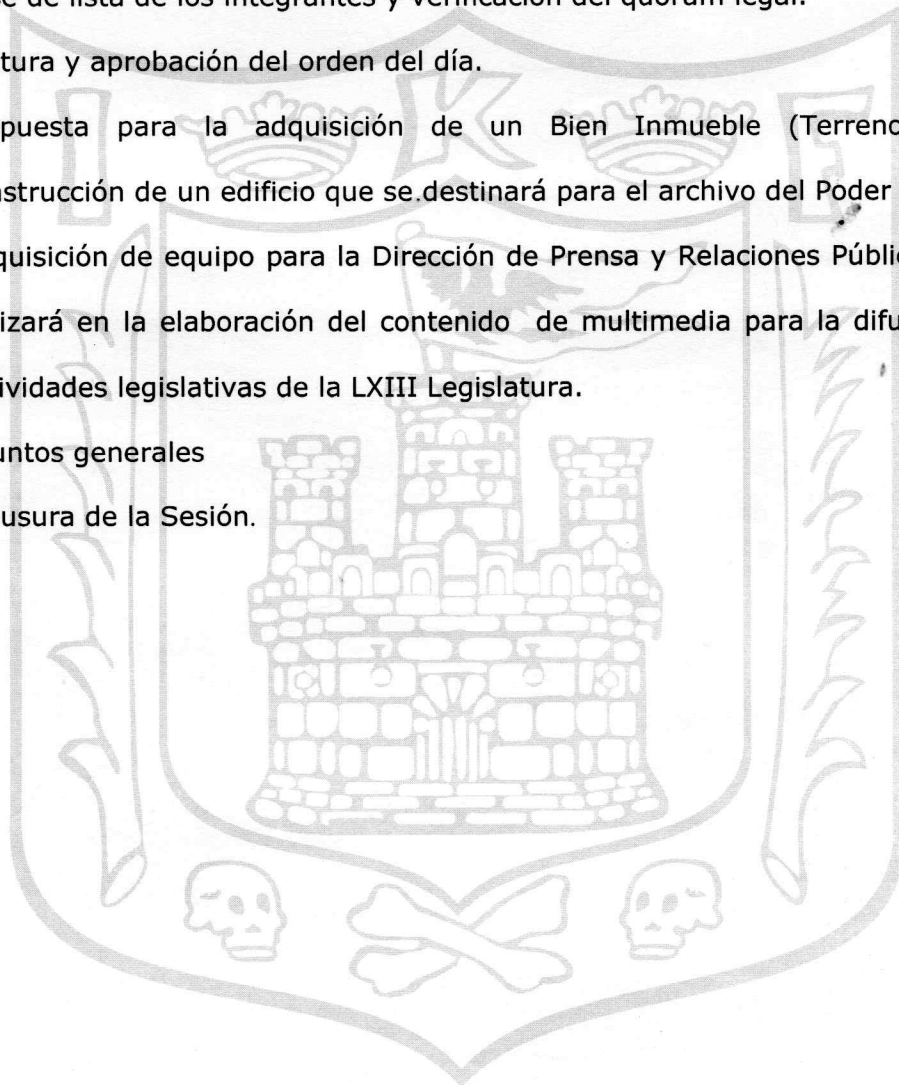 se de lista de los integrantes y verificación del quórum legal.
tura y aprobación del orden del día.
I K F
puesta para la adquisición de un Bien Inmueble (Terreno
nstrucción de un edificio que se.destinará para el archivo del Poder
quisición de equipo para la Dirección de Prensa y Relaciones Públi
izará en la elaboración del contenido de multimedia para la difu
ividades legislativas de la LXIII Legislatura.
untos generales
usura de la Sesión.